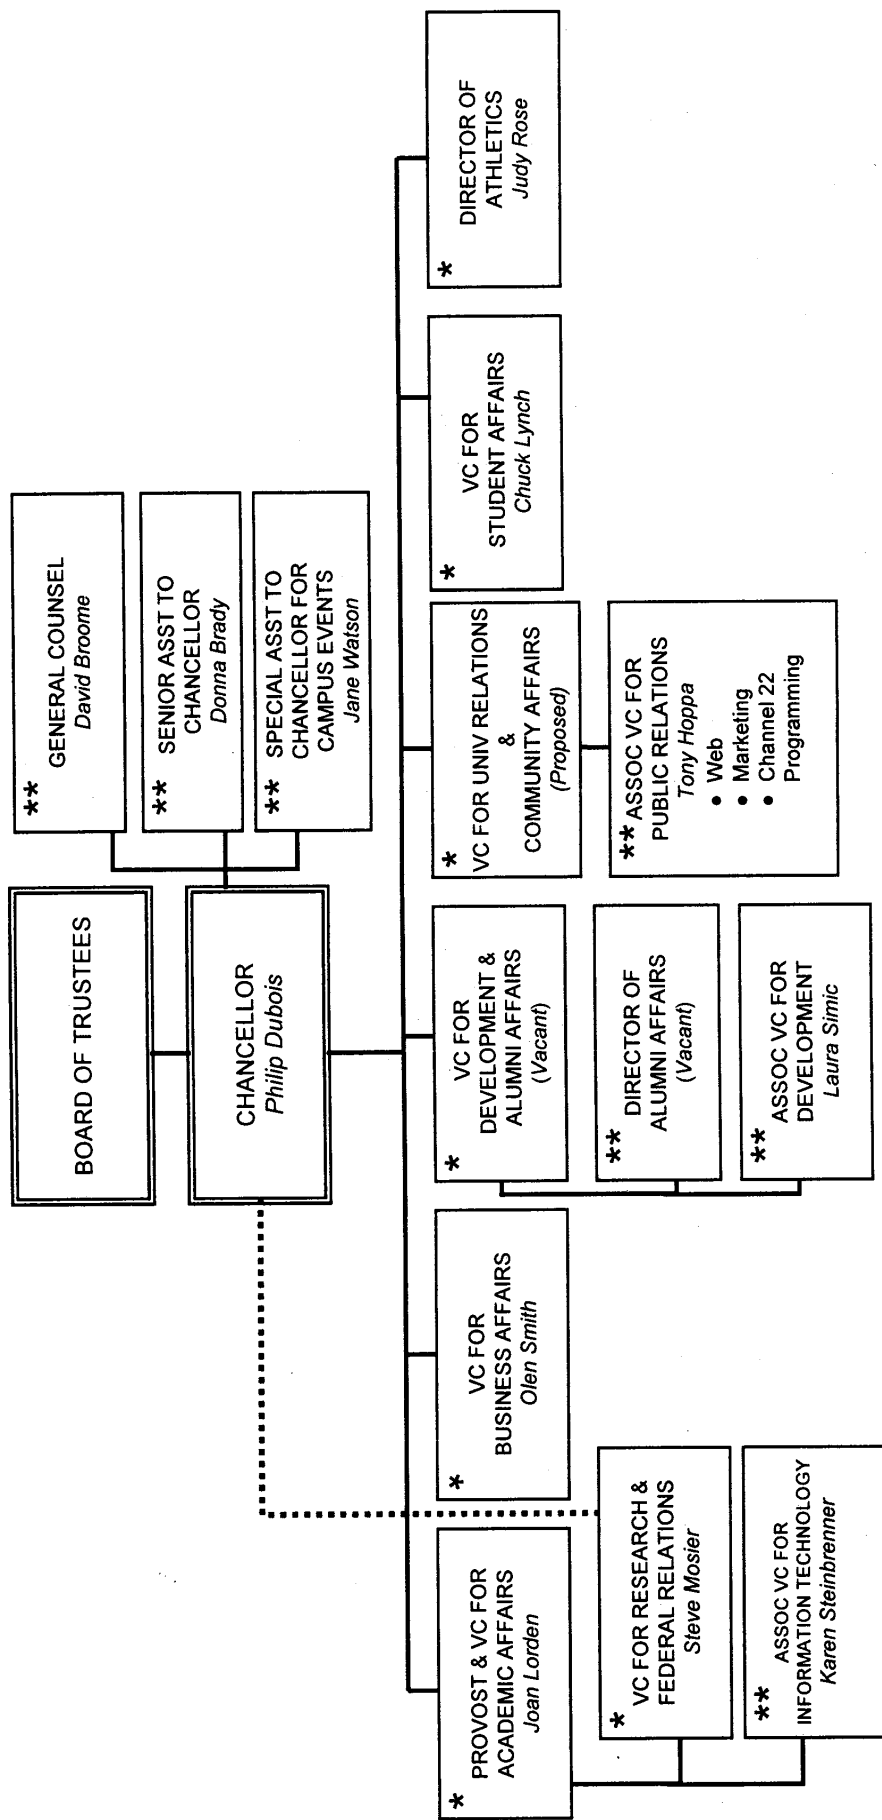 BOARD OF TRUSTEES
CHANCELLOR
Philip Dubois
** GENERAL COUNSEL
David Broome
** SENIOR ASST TO
CHANCELLOR
Donna Brady
** SPECIAL ASST TO
CHANCELLOR FOR
CAMPUS EVENTS
Jane Watson
* PROVOST & VC FOR
ACADEMIC AFFAIRS
Joan Lorden
* VC FOR RESEARCH &
FEDERAL RELATIONS
Steve Mosier
** ASSOC VC FOR
INFORMATION TECHNOLOGY
Karen Steinbrenner
* VC FOR
BUSINESS AFFAIRS
Olen Smith
* VC FOR
DEVELOPMENT &
ALUMNI AFFAIRS
(Vacant)
** DIRECTOR OF
ALUMNI AFFAIRS
(Vacant)
** ASSOC VC FOR
DEVELOPMENT
Laura Simic
* VC FOR UNIV RELATIONS
&
COMMUNITY AFFAIRS
(Proposed)
** ASSOC VC FOR
PUBLIC RELATIONS
Tony Hoppa
• Web
• Marketing
• Channel 22
Programming
* VC FOR
STUDENT AFFAIRS
Chuck Lynch
* DIRECTOR OF
ATHLETICS
Judy Rose